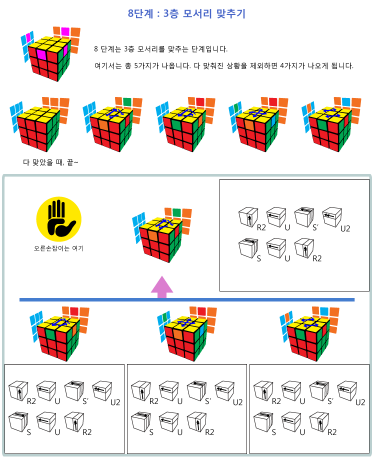 8단계 : 3층 모서리 맞추기
8 단계는 3층 모서리를 맞추는 단계입니다.
여기서는 총 5가지가 나옵니다. 다 맞춰진 상황을 제외하면 4가지가 나오게 됩니다.
다 맞았을 때, 끝~
오른손잡이는 여기
R2 U S' U2
S U R2
R2 U S' U2
S U R2
R2 U S' U2
S U R2
R2 U S' U2
S U R2